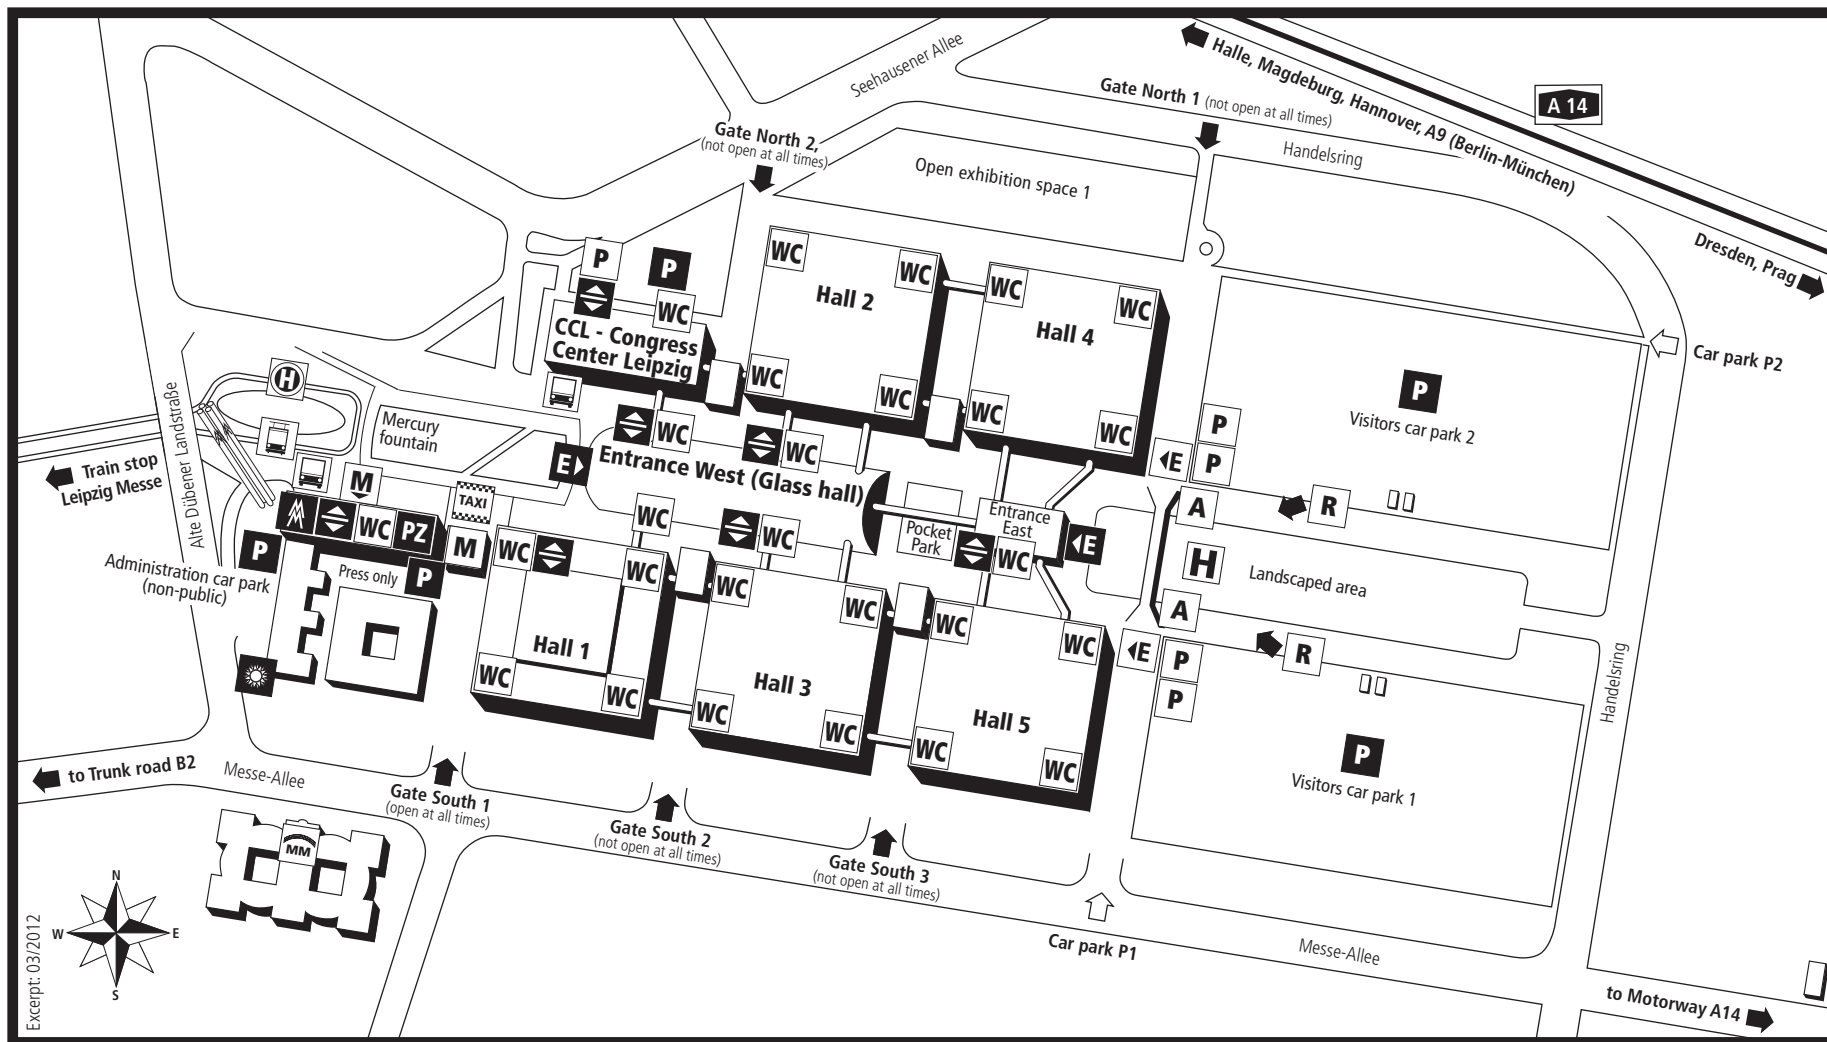 Halle, Magdeburg, Hannover, A9 (Berlin-München)
A 14
Dresden, Prag
Seehausener Allee
Gate North 1 (not open at all times)
Handelsring
Gate North 2,
(not open at all times)
Open exhibition space 1
P
P
WC
CCL - Congress
Center Leipzig
WC
WC
Hall 2
WC
WC
WC
WC
Hall 4
WC
WC
Car park P2
P
Visitors car park 2
P
P
E
H
Alte Dübener Landstraße
Mercury
fountain
Train stop
Leipzig Messe
M
TAXI
E
WC
WC
Entrance West (Glass hall)
WC
WC
Pocket
Park
Entrance
East
WC
E
A
R
H
Landscaped area
A
E
P
P
R
WC
PZ
M
P
Administration car park
(non-public)
Press only
P
WC
WC
Hall 1
WC
WC
WC
WC
Hall 3
WC
WC
WC
WC
Hall 5
WC
WC
Handelsring
P
Visitors car park 1
to Trunk road B2
Messe-Allee
Gate South 1
(open at all times)
Gate South 2
(not open at all times)
Gate South 3
(not open at all times)
MM
Car park P1
Messe-Allee
to Motorway A14
N
W
E
S
Excerpt: 03/2012